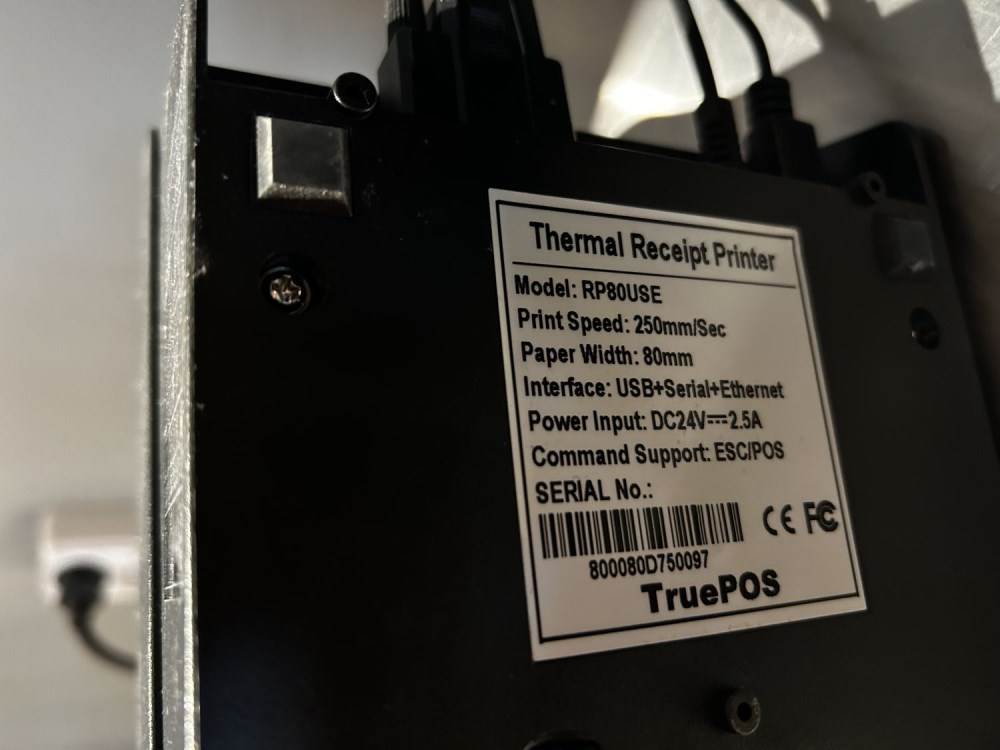 Thermal Receipt Printer
Model: RP80USE
Print Speed: 250mm/Sec
Paper Width: 80mm
Interface: USB+Serial+Ethernet
Power Input: DC24V⎓2.5A
Command Support: ESC/POS
SERIAL No.:
CE FC
800080D750097
TruePOS